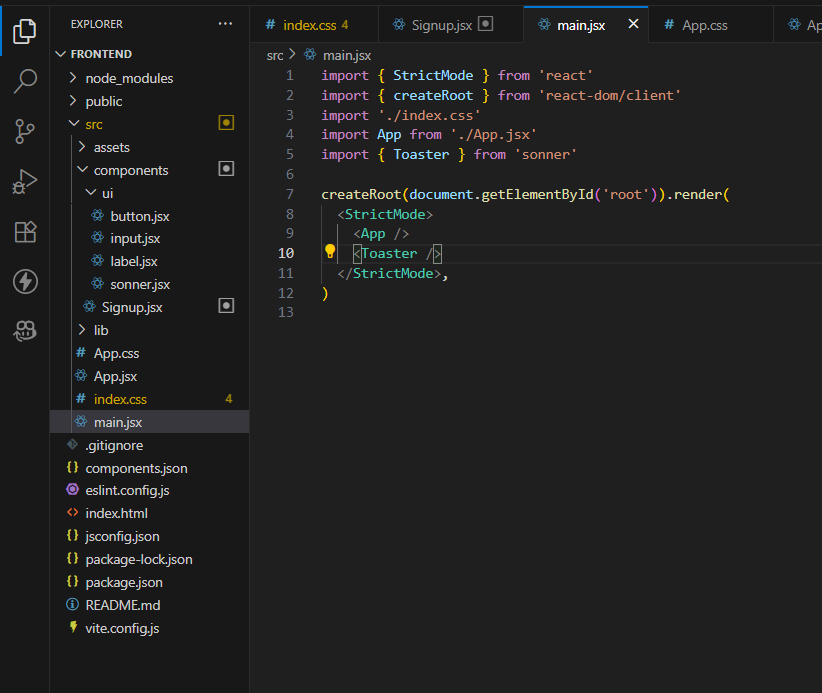 EXPLORER
FRONTEND
node_modules
public
src
assets
components
ui
button.jsx
input.jsx
label.jsx
sonner.jsx
Signup.jsx
lib
App.css
App.jsx
index.css 4
main.jsx
.gitignore
components.json
eslint.config.js
index.html
jsconfig.json
package-lock.json
package.json
README.md
vite.config.js
index.css 4 Signup.jsx main.jsx App.css Ap
src > main.jsx
1 import { StrictMode } from 'react'
2 import { createRoot } from 'react-dom/client'
3 import './index.css'
4 import App from './App.jsx'
5 import { Toaster } from 'sonner'
6
7 createRoot(document.getElementById('root')).render(
8 <StrictMode>
9 <App />
10 <Toaster />
11 </StrictMode>,
12 )
13